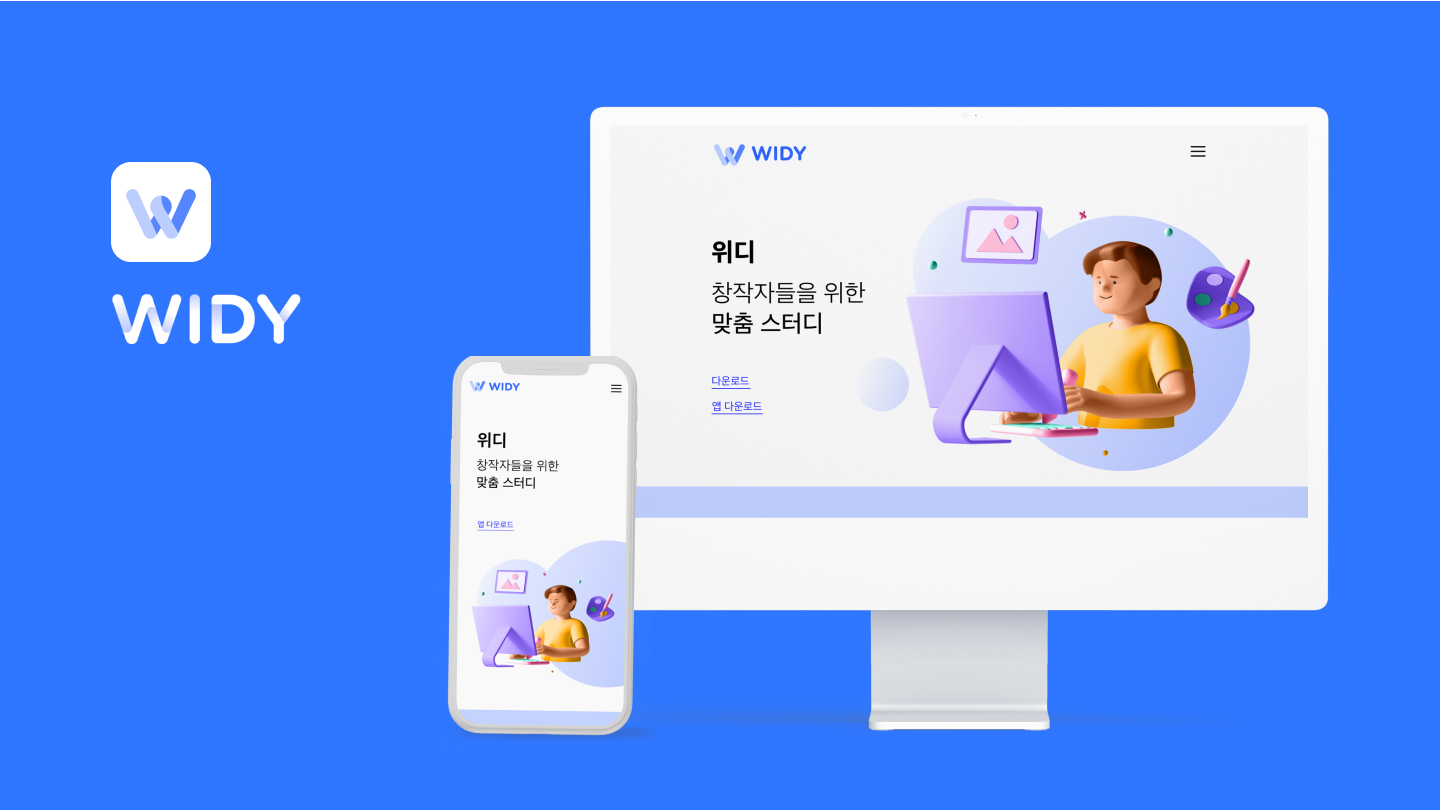 WIDY
WIDY
위디
창작자들을 위한
맞춤 스터디
다운로드
앱 다운로드
WIDY
위디
창작자들을 위한
맞춤 스터디
앱 다운로드